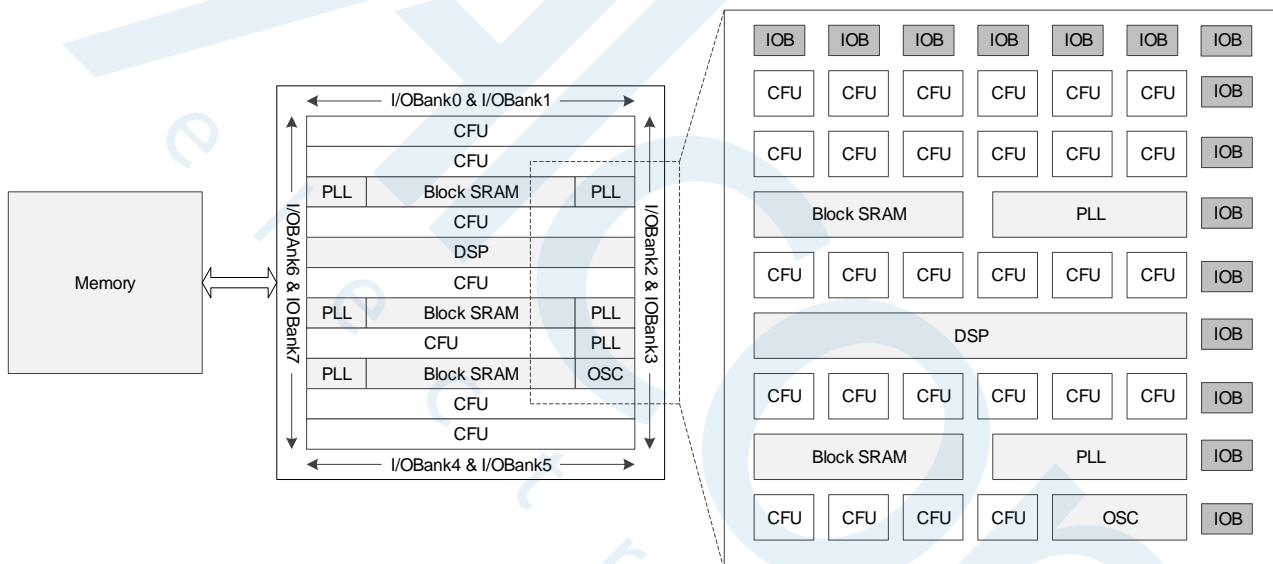 Memory
I/OBank0 & I/OBank1
I/OBAnk6 & IOBank7
I/OBank2 & IOBank3
CFU
CFU
PLL Block SRAM PLL
CFU
DSP
CFU
PLL Block SRAM PLL
CFU PLL
PLL Block SRAM OSC
CFU
CFU
I/OBank4 & I/OBank5
IOB IOB IOB IOB IOB IOB IOB
CFU CFU CFU CFU CFU CFU IOB
CFU CFU CFU CFU CFU CFU IOB
Block SRAM PLL IOB
CFU CFU CFU CFU CFU CFU IOB
DSP IOB
CFU CFU CFU CFU CFU CFU IOB
Block SRAM PLL IOB
CFU CFU CFU CFU OSC IOB